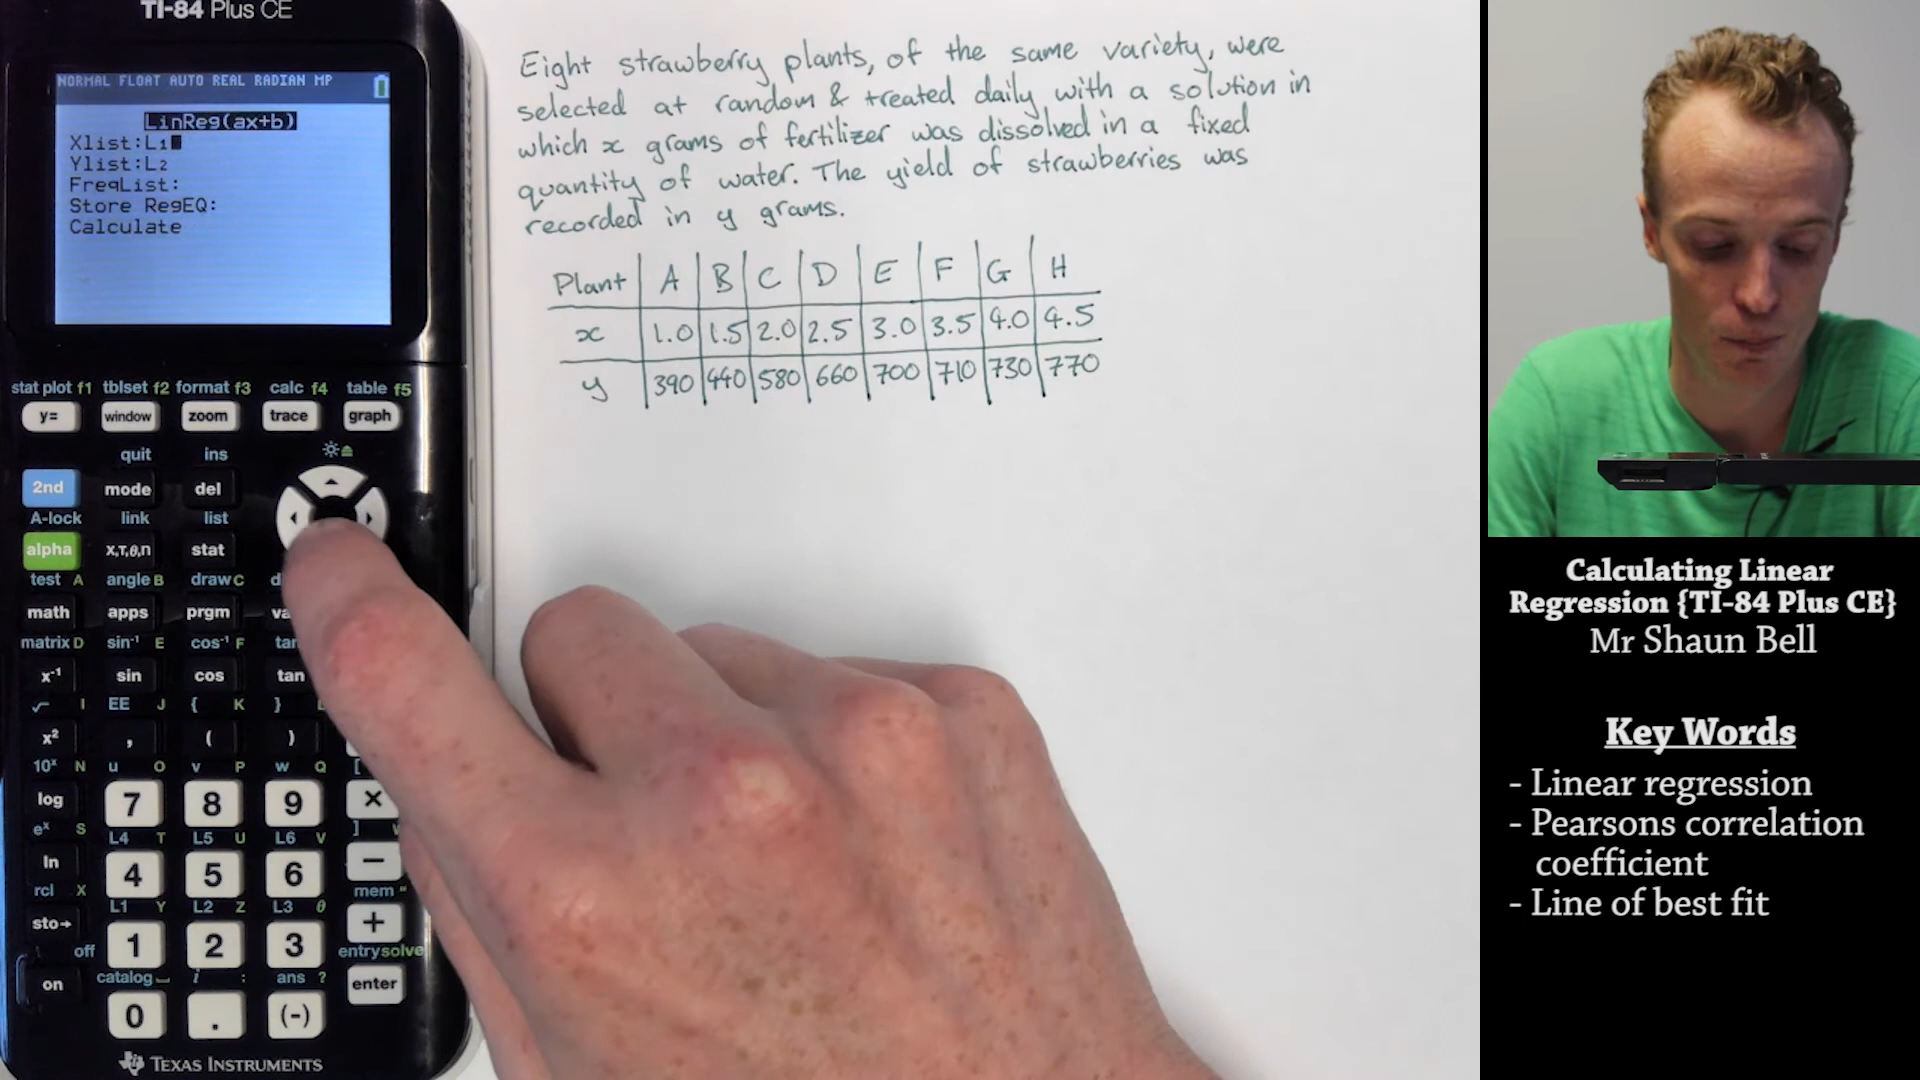 TI-84 Plus CE
NORMAL FLOAT AUTO REAL RADIAN MP
LinReg(ax+b)
Xlist:L1
Ylist:L2
FreqList:
Store RegEQ:
Calculate
stat plot f1 tblset f2 format f3 calc f4 table f5
y= window zoom trace graph
quit ins
2nd mode del
A-lock link list
alpha X,T,θ,n stat
test A angle B draw C
math apps prgm
matrix D sin⁻¹ E cos⁻¹ F
x⁻¹ sin cos tan
√ I EE J { K }
x² , ( )
10ˣ N u O v P w Q [
log 7 8 9 ×
eˣ S L4 T L5 U L6 V ]
ln 4 5 6 −
rcl X L1 Y L2 Z L3 θ mem "
sto→ 1 2 3 +
off catalog i : ans ? entry solve
on 0 . (-) enter
TEXAS INSTRUMENTS
Eight strawberry plants, of the same variety, were
selected at random & treated daily with a solution in
which x grams of fertilizer was dissolved in a fixed
quantity of water. The yield of strawberries was
recorded in y grams.
Plant A B C D E F G H
x 1.0 1.5 2.0 2.5 3.0 3.5 4.0 4.5
y 390 440 580 660 700 710 730 770
Calculating Linear
Regression {TI-84 Plus CE}
Mr Shaun Bell
Key Words
- Linear regression
- Pearsons correlation
coefficient
- Line of best fit